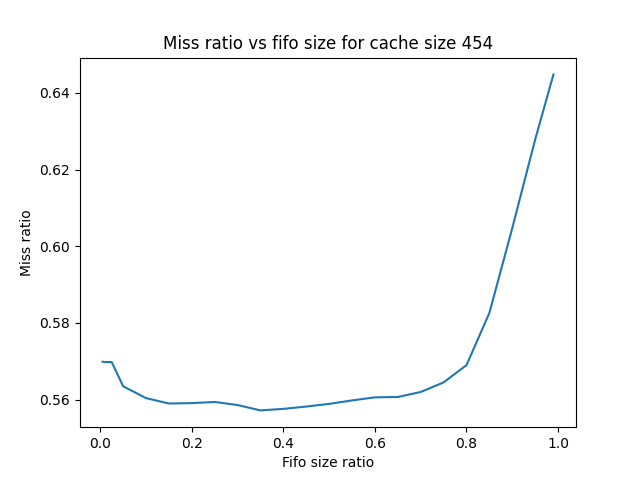 Miss ratio vs fifo size for cache size 454
Miss ratio
0.64
0.62
0.60
0.58
0.56
0.0 0.2 0.4 0.6 0.8 1.0
Fifo size ratio